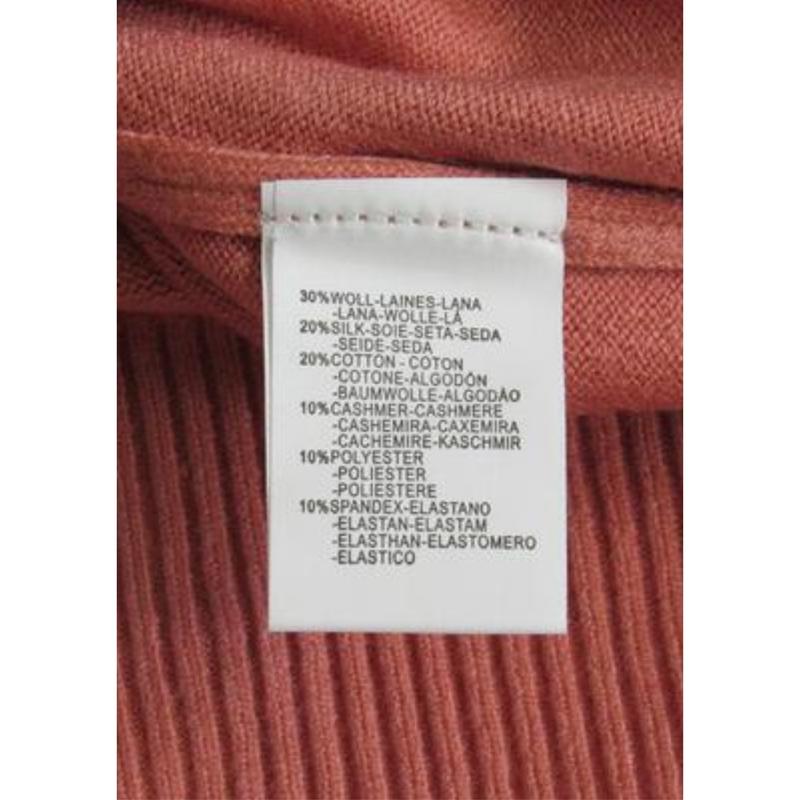 30%WOLL-LAINES-LANA
-LANA-WOLLE-LÃ
20%SILK-SOIE-SETA-SEDA
-SEIDE-SEDA
20%COTTON - COTON
-COTONE-ALGODÓN
-BAUMWOLLE-ALGODÃO
10%CASHMER-CASHMERE
-CASHEMIRA-CAXEMIRA
-CACHEMIRE-KASCHMIR
10%POLYESTER
-POLIESTER
-POLIESTERE
10%SPANDEX-ELASTANO
-ELASTAN-ELASTAM
-ELASTHAN-ELASTOMERO
-ELASTICO